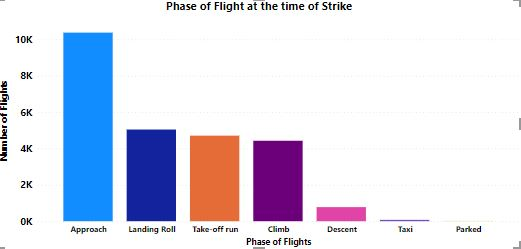 Phase of Flight at the time of Strike
Number of Flights
10K
8K
6K
4K
2K
0K
Approach Landing Roll Take-off run Climb Descent Taxi Parked
Phase of Flights